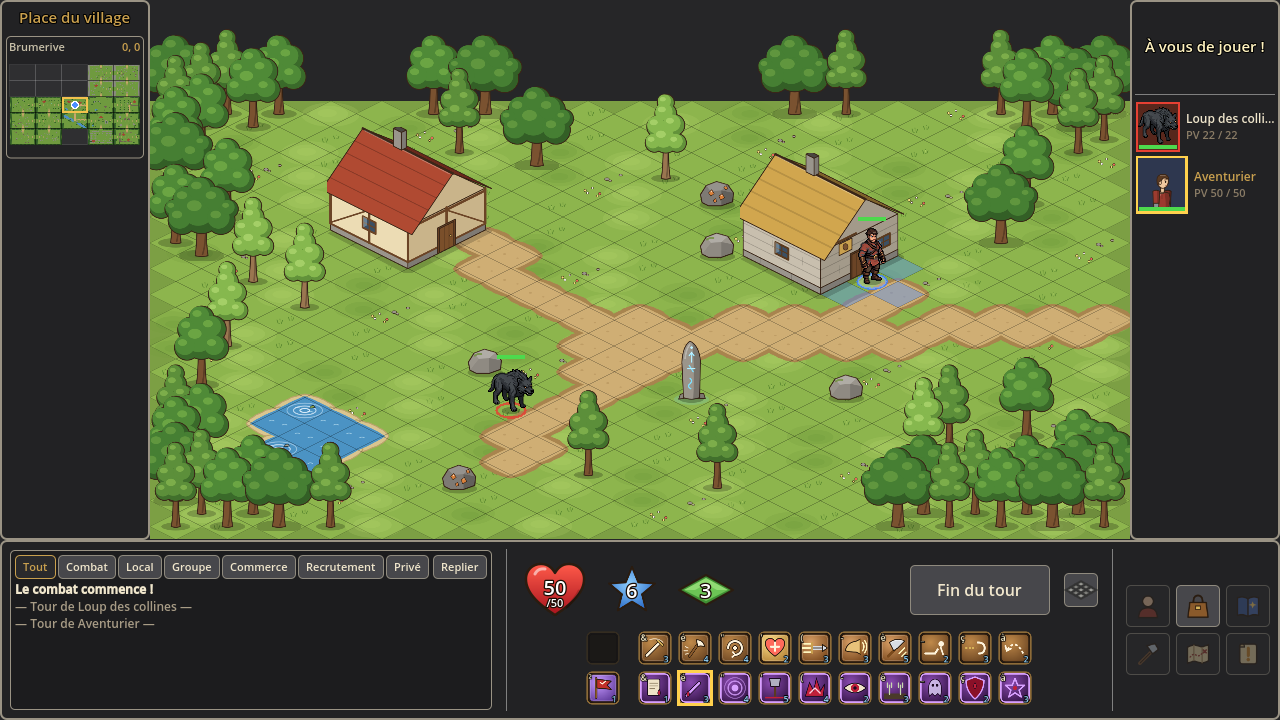 Place du village
Brumerive 0, 0
À vous de jouer !
Loup des colli...
PV 22 / 22
Aventurier
PV 50 / 50
Tout Combat Local Groupe Commerce Recrutement Privé Replier
Le combat commence !
— Tour de Loup des collines —
— Tour de Aventurier —
50
/50
6
3
Fin du tour